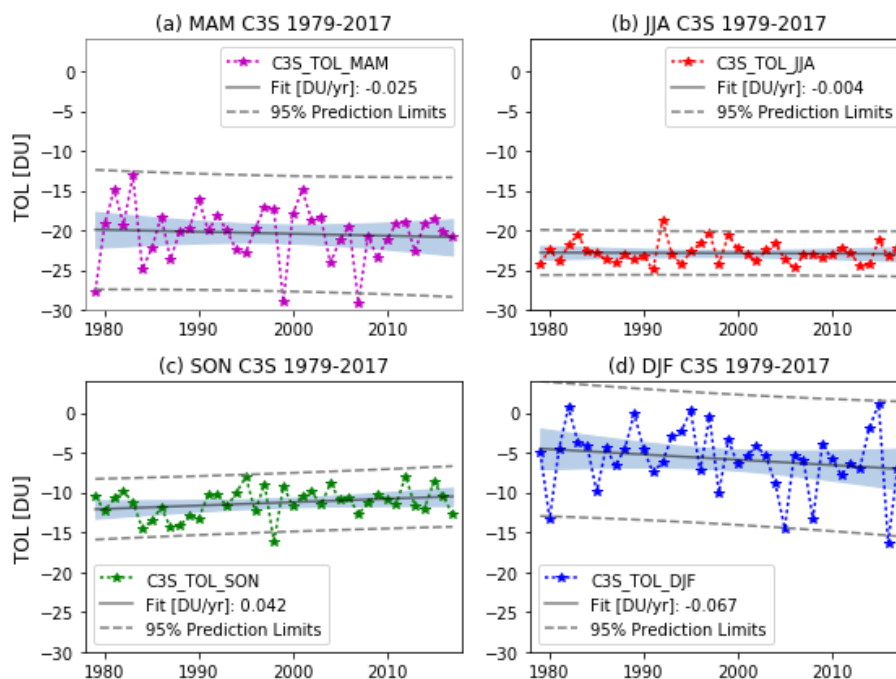 (a) MAM C3S 1979-2017
(b) JJA C3S 1979-2017
C3S_TOL_MAM
Fit [DU/yr]: -0.025
95% Prediction Limits
C3S_TOL_JJA
Fit [DU/yr]: -0.004
95% Prediction Limits
TOL [DU]
0
−5
−10
−15
−20
−25
−30
1980
1990
2000
2010
0
−5
−10
−15
−20
−25
−30
1980
1990
2000
2010
(c) SON C3S 1979-2017
(d) DJF C3S 1979-2017
TOL [DU]
0
−5
−10
−15
−20
−25
−30
C3S_TOL_SON
Fit [DU/yr]: 0.042
95% Prediction Limits
1980
1990
2000
2010
0
−5
−10
−15
−20
−25
−30
C3S_TOL_DJF
Fit [DU/yr]: -0.067
95% Prediction Limits
1980
1990
2000
2010